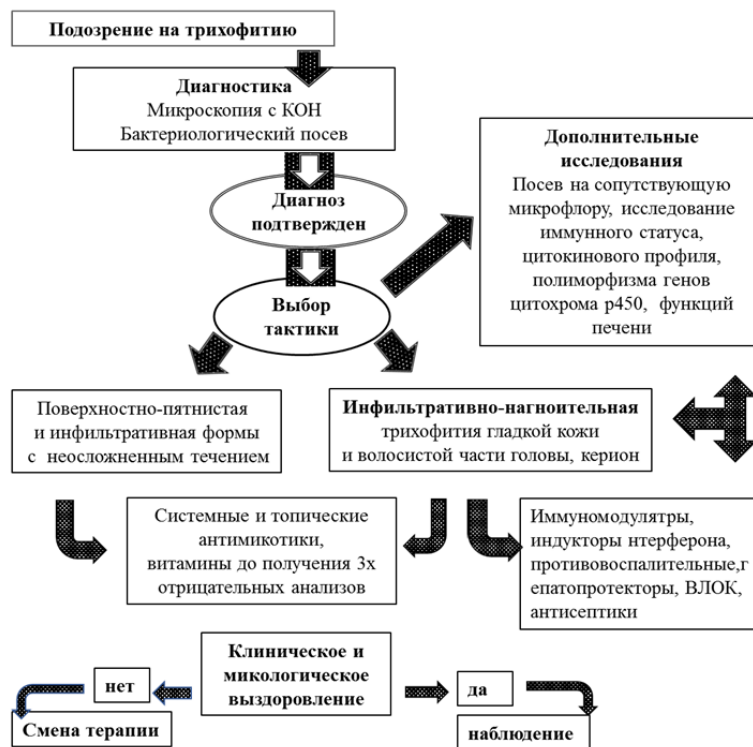 Подозрение на трихофитию
Диагностика
Микроскопия с КОН
Бактериологический посев
Диагноз
подтвержден
Выбор
тактики
Дополнительные
исследования
Посев на сопутствующую
микрофлору, исследование
иммунного статуса,
цитокинового профиля,
полиморфизма генов
цитохрома р450, функций
печени
Поверхностно-пятнистая
и инфильтративная формы
с неосложненным течением
Инфильтративно-нагноительная
трихофития гладкой кожи
и волосистой части головы, керион
Системные и топические
антимикотики,
витамины до получения 3х
отрицательных анализов
Иммуномодулятры,
индукторы нтерферона,
противовоспалительные,г
епатопротекторы, ВЛОК,
антисептики
Клиническое и
микологическое
выздоровление
нет
да
Смена терапии
наблюдение